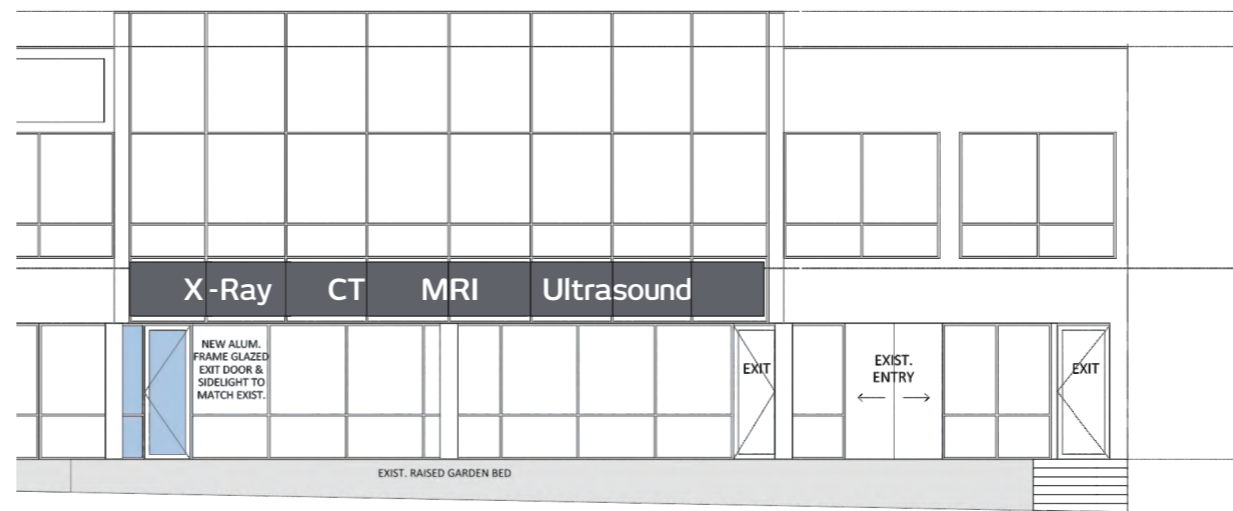 X-Ray CT MRI Ultrasound
NEW ALUM.
FRAME GLAZED
EXIT DOOR &
SIDELIGHT TO
MATCH EXIST.
EXIT
EXIST.
ENTRY
EXIT
EXIST. RAISED GARDEN BED